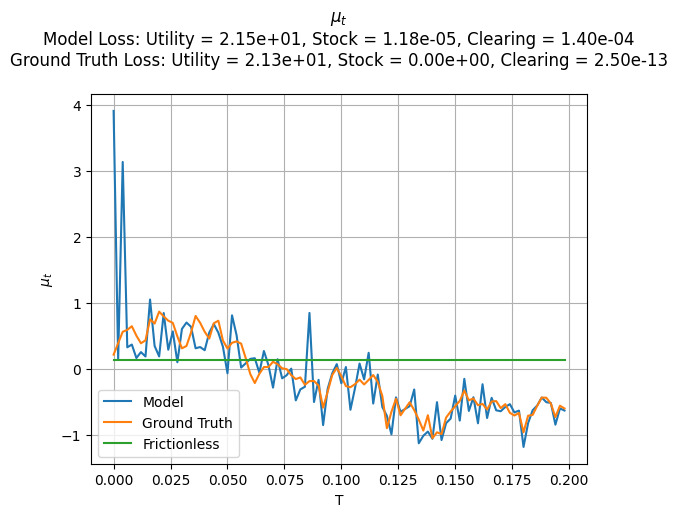 μt
Model Loss: Utility = 2.15e+01, Stock = 1.18e-05, Clearing = 1.40e-04
Ground Truth Loss: Utility = 2.13e+01, Stock = 0.00e+00, Clearing = 2.50e-13
4
3
2
1
0
−1
μt
Model
Ground Truth
Frictionless
0.000 0.025 0.050 0.075 0.100 0.125 0.150 0.175 0.200
T